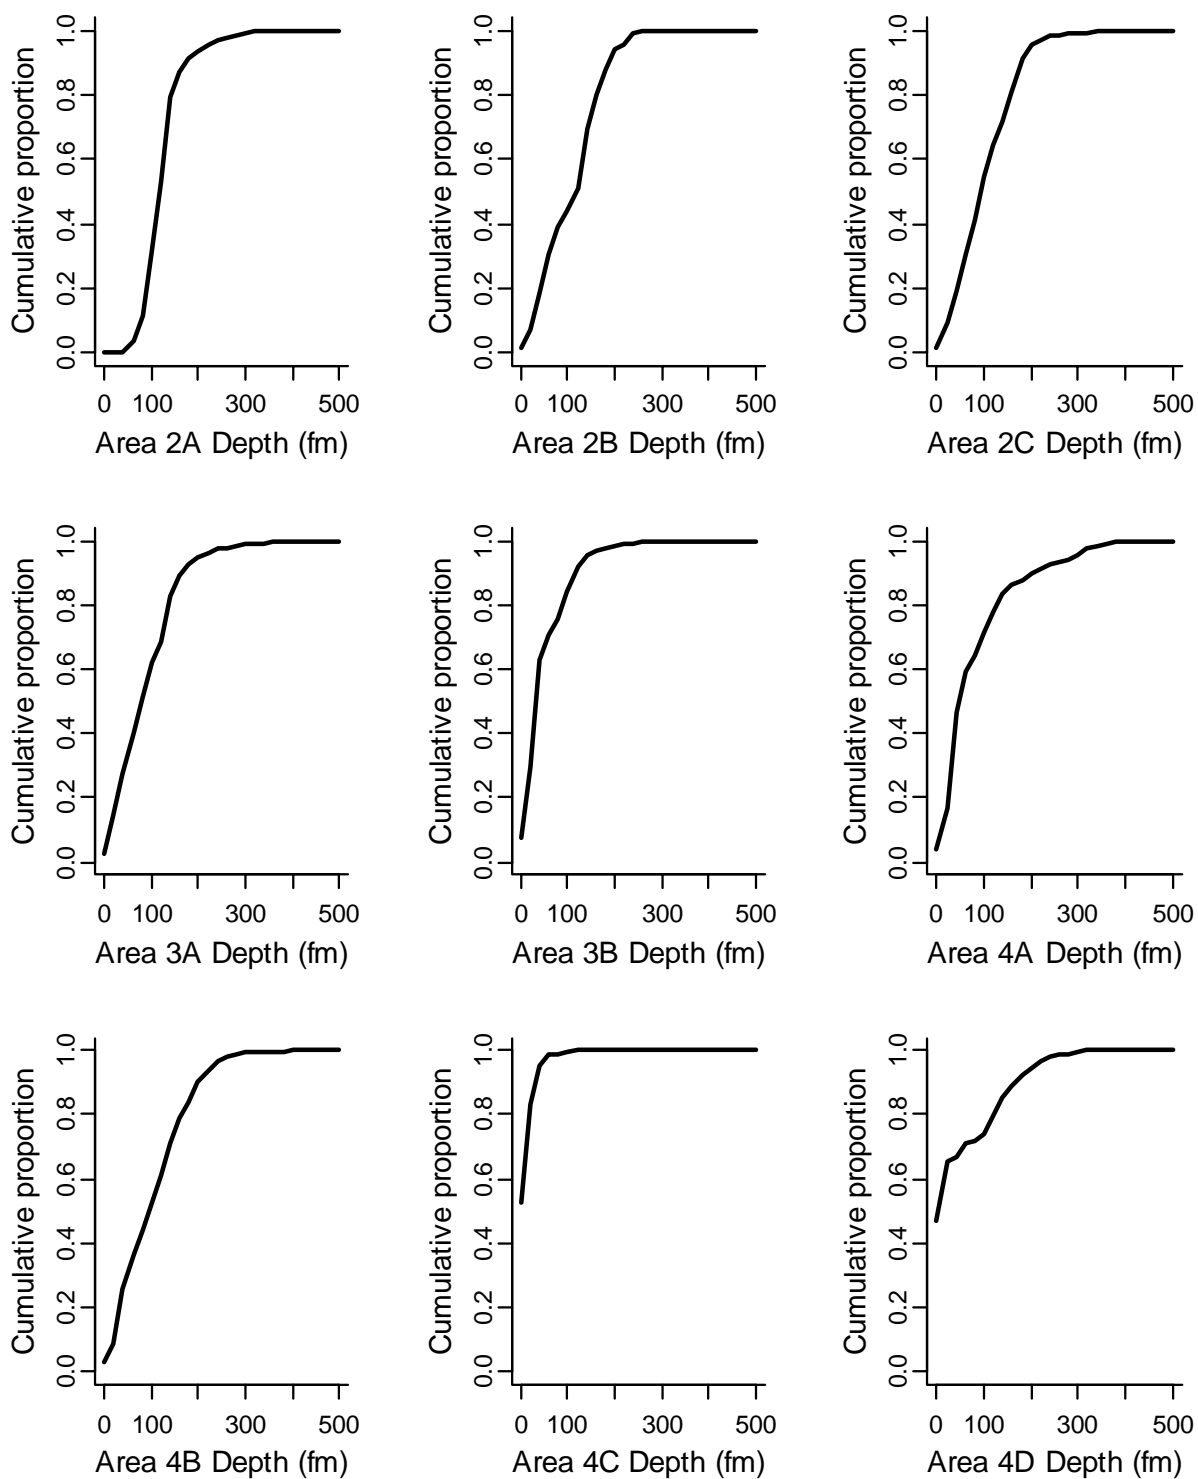 Cumulative proportion
0.0 0.2 0.4 0.6 0.8 1.0
0 100 300 500
Area 2A Depth (fm)
Cumulative proportion
0.0 0.2 0.4 0.6 0.8 1.0
0 100 300 500
Area 2B Depth (fm)
Cumulative proportion
0.0 0.2 0.4 0.6 0.8 1.0
0 100 300 500
Area 2C Depth (fm)
Cumulative proportion
0.0 0.2 0.4 0.6 0.8 1.0
0 100 300 500
Area 3A Depth (fm)
Cumulative proportion
0.0 0.2 0.4 0.6 0.8 1.0
0 100 300 500
Area 3B Depth (fm)
Cumulative proportion
0.0 0.2 0.4 0.6 0.8 1.0
0 100 300 500
Area 4A Depth (fm)
Cumulative proportion
0.0 0.2 0.4 0.6 0.8 1.0
0 100 300 500
Area 4B Depth (fm)
Cumulative proportion
0.0 0.2 0.4 0.6 0.8 1.0
0 100 300 500
Area 4C Depth (fm)
Cumulative proportion
0.0 0.2 0.4 0.6 0.8 1.0
0 100 300 500
Area 4D Depth (fm)